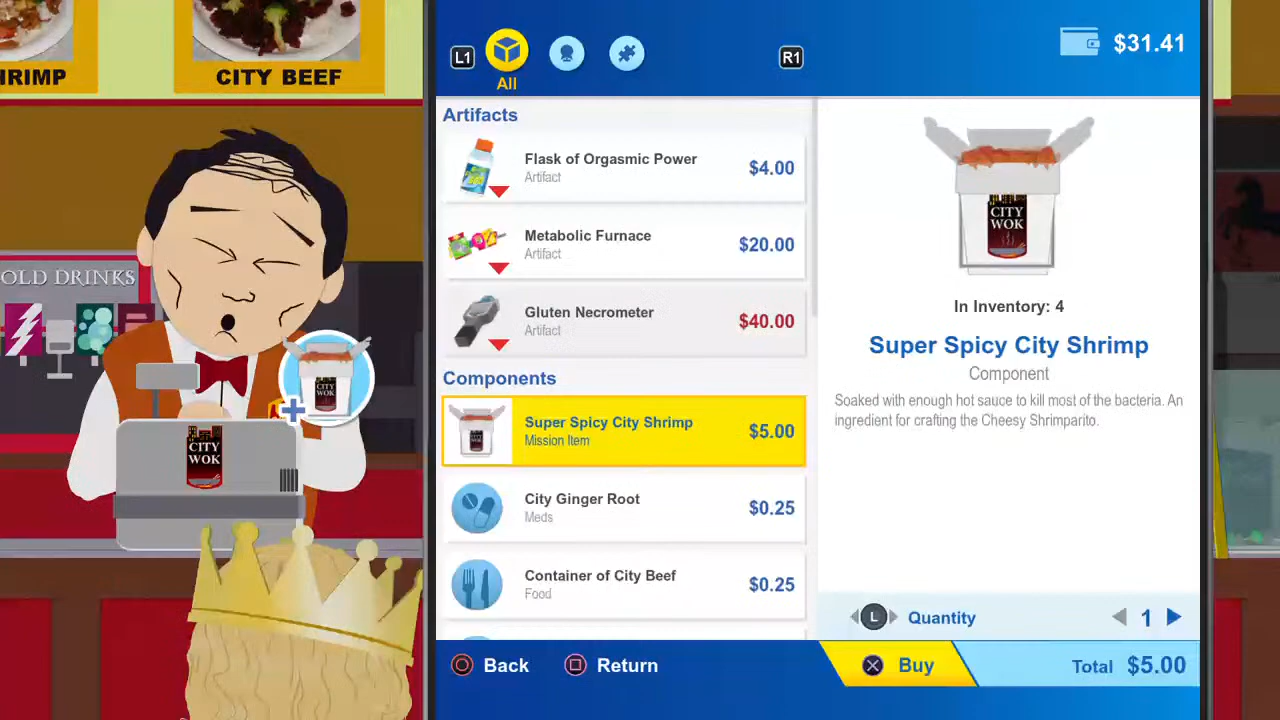 IRIMP
CITY BEEF
OLD DRINKS
CITY
WOK
CITY
WOK
L1
R1
All
$31.41
Artifacts
Flask of Orgasmic Power
Artifact
$4.00
Metabolic Furnace
Artifact
$20.00
Gluten Necrometer
Artifact
$40.00
Components
Super Spicy City Shrimp
Mission Item
$5.00
City Ginger Root
Meds
$0.25
Container of City Beef
Food
$0.25
CITY
WOK
In Inventory: 4
Super Spicy City Shrimp
Component
Soaked with enough hot sauce to kill most of the bacteria. An
ingredient for crafting the Cheesy Shrimparito.
L Quantity 1
Back Return Buy Total $5.00